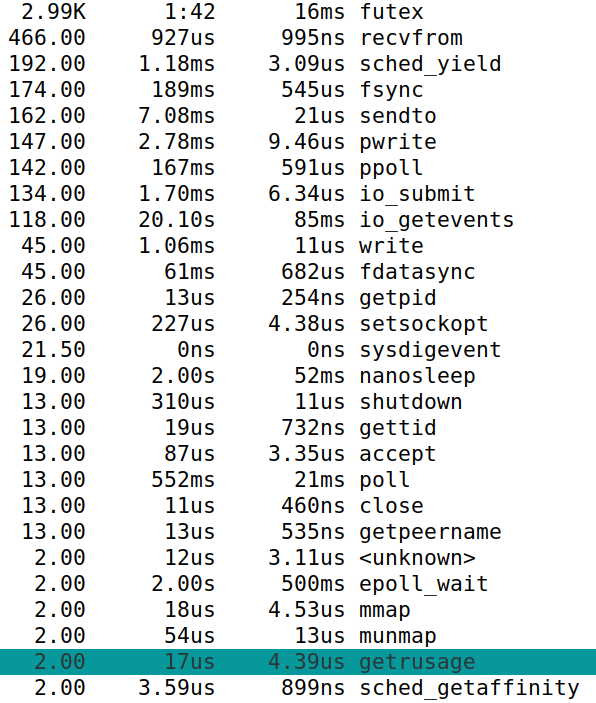 2.99K 1:42 16ms futex
466.00 927us 995ns recvfrom
192.00 1.18ms 3.09us sched_yield
174.00 189ms 545us fsync
162.00 7.08ms 21us sendto
147.00 2.78ms 9.46us pwrite
142.00 167ms 591us ppoll
134.00 1.70ms 6.34us io_submit
118.00 20.10s 85ms io_getevents
45.00 1.06ms 11us write
45.00 61ms 682us fdatasync
26.00 13us 254ns getpid
26.00 227us 4.38us setsockopt
21.50 0ns 0ns sysdigevent
19.00 2.00s 52ms nanosleep
13.00 310us 11us shutdown
13.00 19us 732ns gettid
13.00 87us 3.35us accept
13.00 552ms 21ms poll
13.00 11us 460ns close
13.00 13us 535ns getpeername
2.00 12us 3.11us <unknown>
2.00 2.00s 500ms epoll_wait
2.00 18us 4.53us mmap
2.00 54us 13us munmap
2.00 17us 4.39us getrusage
2.00 3.59us 899ns sched_getaffinity